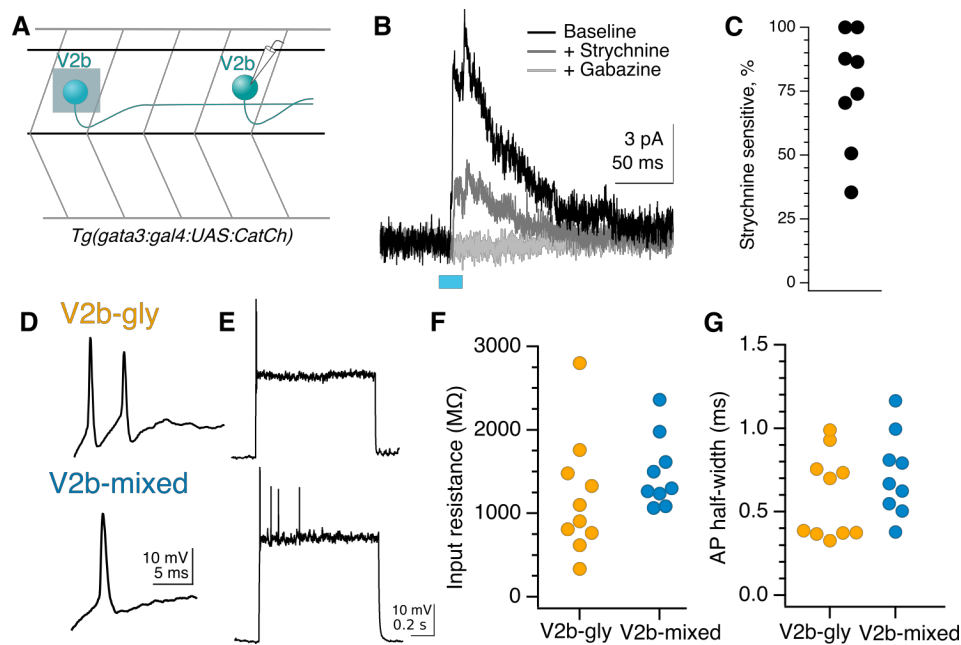 A
V2b
V2b
Tg(gata3:gal4:UAS:CatCh)
B
Baseline
+ Strychnine
+ Gabazine
3 pA
50 ms
C
Strychnine sensitive, %
100
75
50
25
0
D
V2b-gly
V2b-mixed
10 mV
5 ms
E
10 mV
0.2 s
F
Input resistance (MΩ)
3000
2000
1000
0
V2b-gly
V2b-mixed
G
AP half-width (ms)
1.5
1.0
0.5
0.0
V2b-gly
V2b-mixed